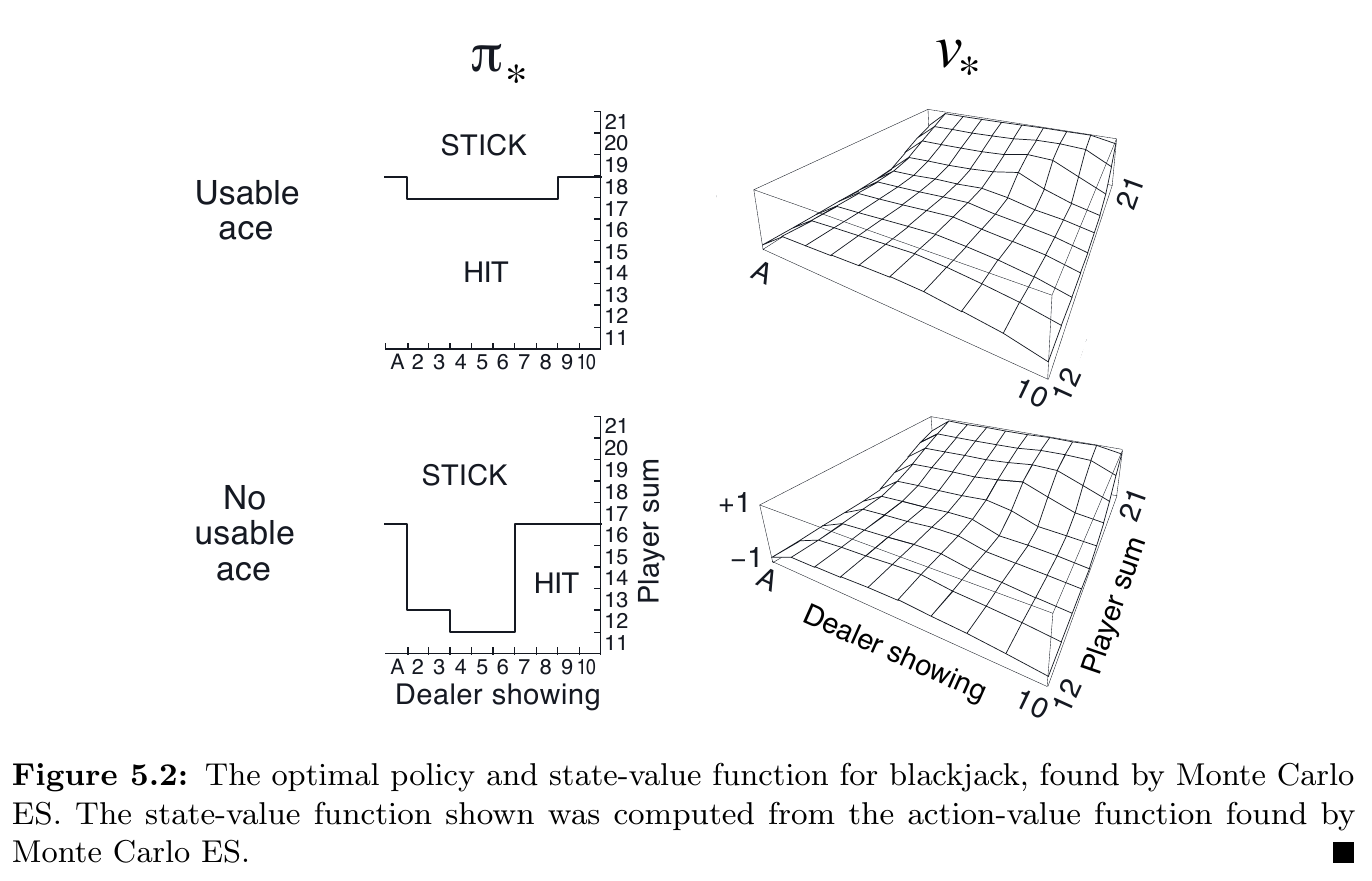 π* v*
Usable
ace
STICK
HIT
21
20
19
18
17
16
15
14
13
12
11
A 2 3 4 5 6 7 8 9 10
A
21
10
12
No
usable
ace
STICK
HIT
21
20
19
18
17
16
15
14
13
12
11
Player sum
A 2 3 4 5 6 7 8 9 10
Dealer showing
+1
−1
A
Dealer showing
10
12
Player sum
21
Figure 5.2: The optimal policy and state-value function for blackjack, found by Monte Carlo
ES. The state-value function shown was computed from the action-value function found by
Monte Carlo ES.